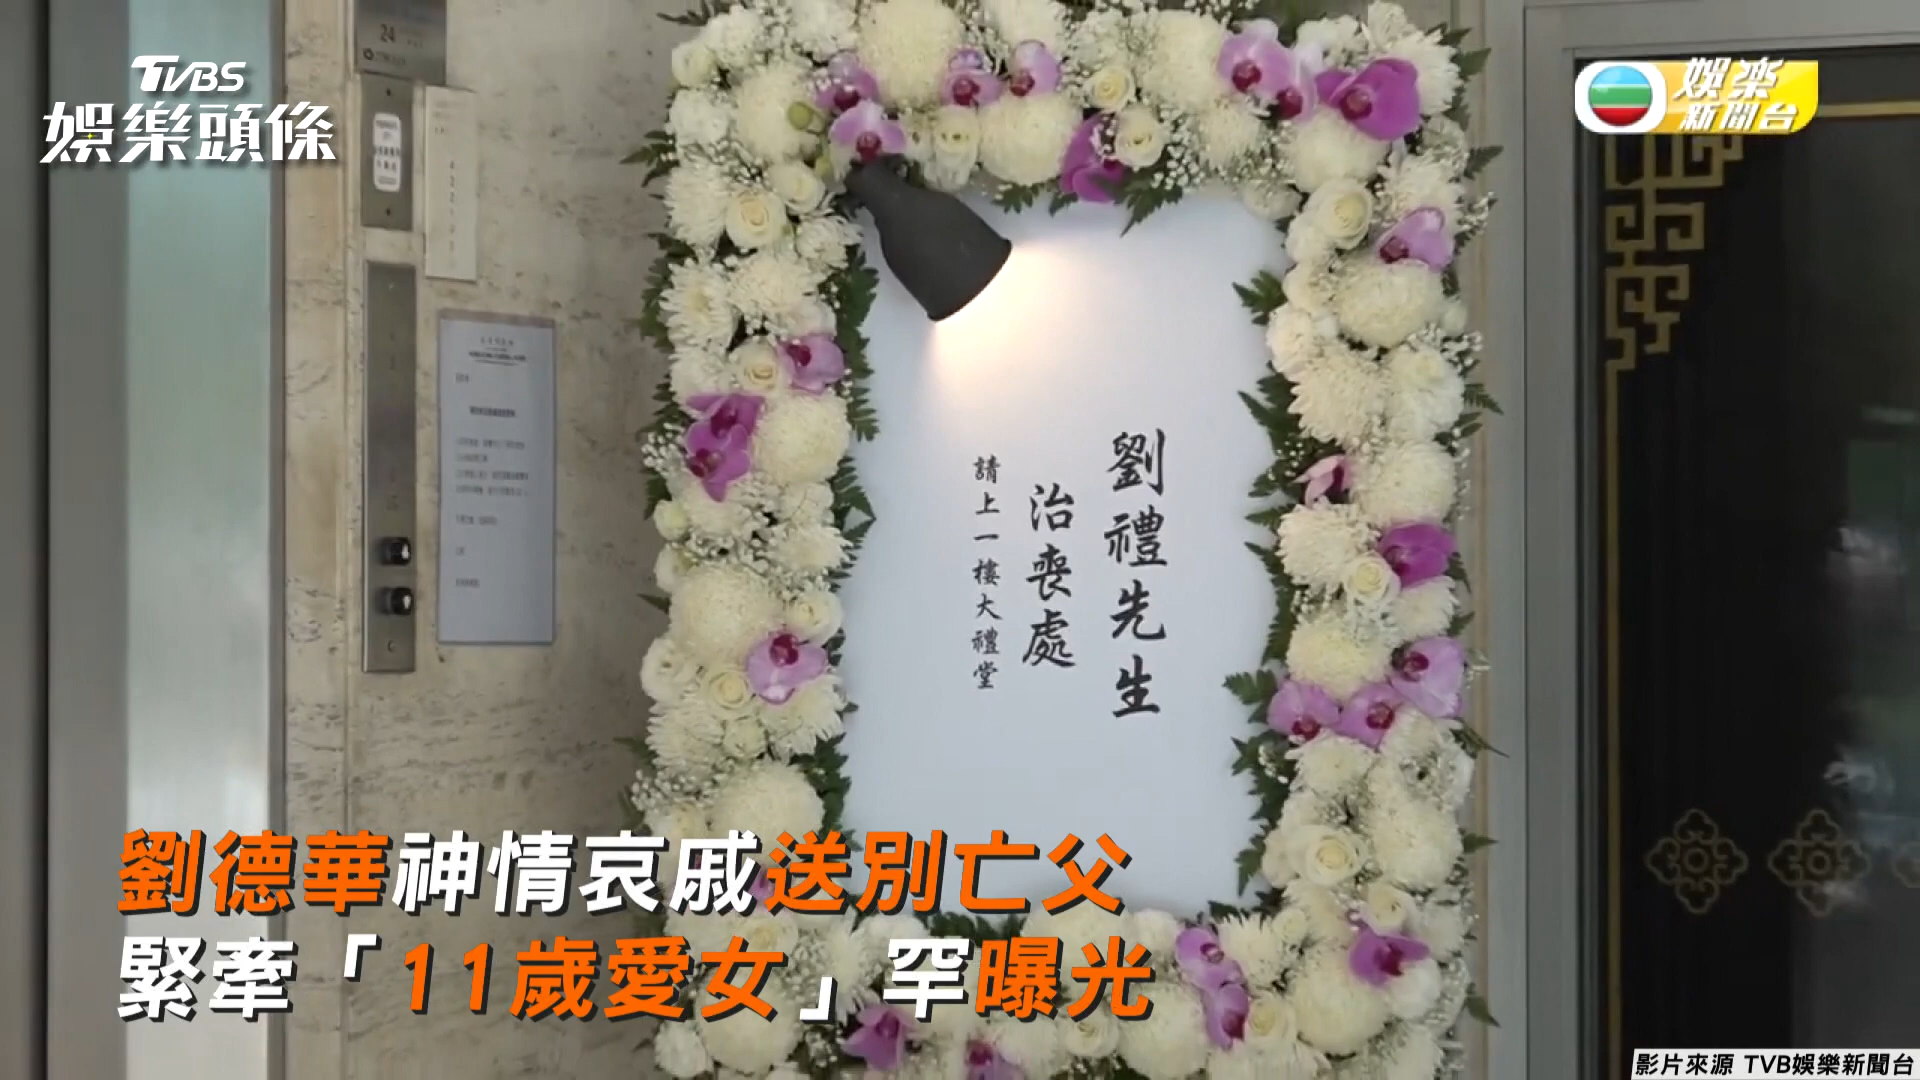 TVBS
娛樂頭條
24
娛樂
新聞台
劉禮先生
治喪處
請上一樓大禮堂
劉德華神情哀戚送別亡父
緊牽「11歲愛女」罕曝光
影片來源 TVB娛樂新聞台